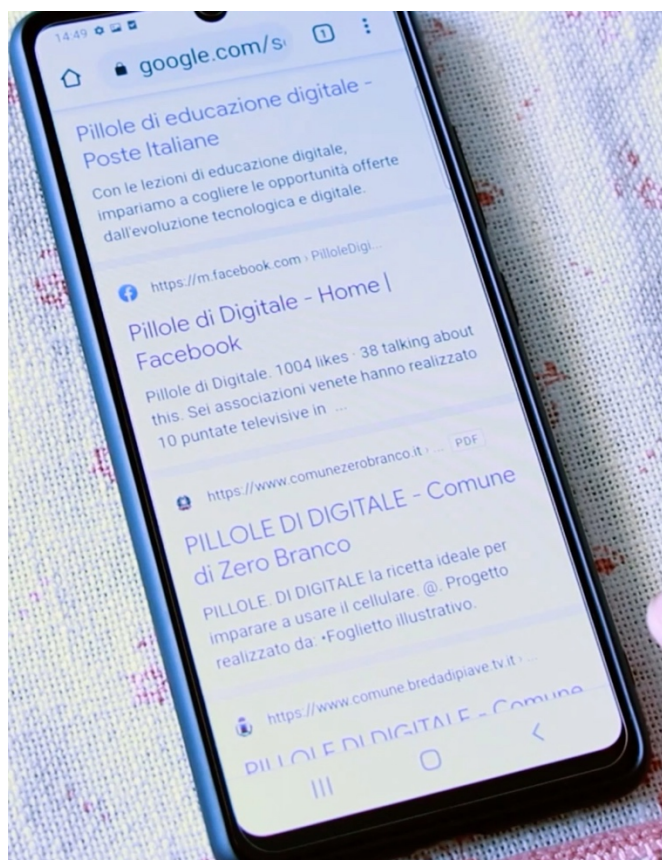 14:49
google.com/s
1
Pillole di educazione digitale -
Poste Italiane
Con le lezioni di educazione digitale,
impariamo a cogliere le opportunità offerte
dall'evoluzione tecnologica e digitale.
https://m.facebook.com › PilloleDigi...
Pillole di Digitale - Home |
Facebook
Pillole di Digitale. 1004 likes · 38 talking about
this. Sei associazioni venete hanno realizzato
10 puntate televisive in ...
https://www.comunezerobranco.it › ... PDF
PILLOLE DI DIGITALE - Comune
di Zero Branco
PILLOLE. DI DIGITALE la ricetta ideale per
imparare a usare il cellulare. @. Progetto
realizzato da: •Foglietto illustrativo.
https://www.comune.bredadipiave.tv.it › ...
PILLOLE DI DIGITALE - Comune